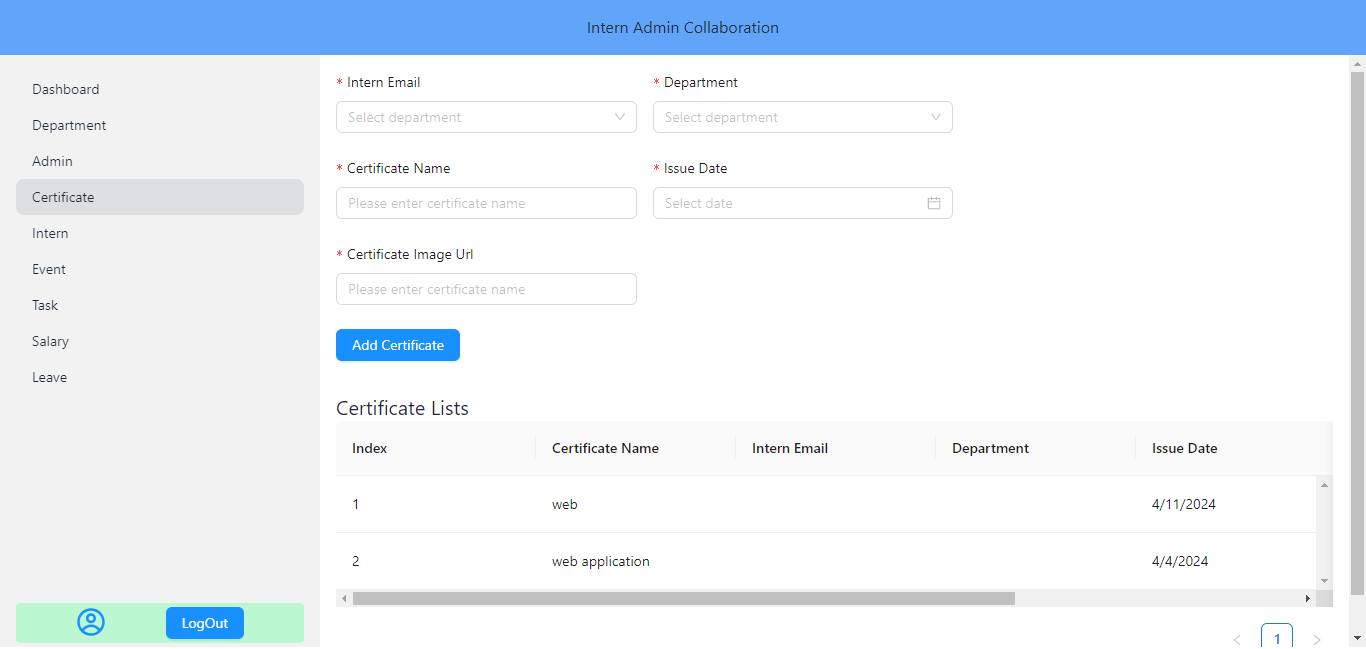 Intern Admin Collaboration
Dashboard
Department
Admin
Certificate
Intern
Event
Task
Salary
Leave
LogOut
* Intern Email * Department
Select department Select department
* Certificate Name * Issue Date
Please enter certificate name Select date
* Certificate Image Url
Please enter certificate name
Add Certificate
Certificate Lists
Index Certificate Name Intern Email Department Issue Date
1 web 4/11/2024
2 web application 4/4/2024
1